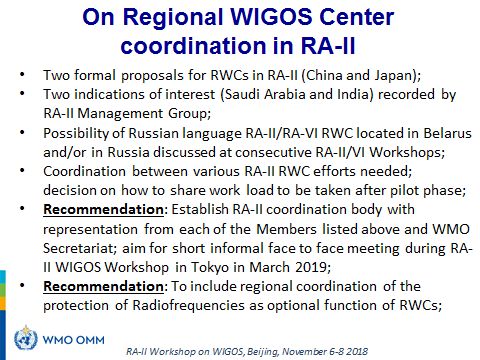 On Regional WIGOS Center
coordination in RA-II
• Two formal proposals for RWCs in RA-II (China and Japan);
• Two indications of interest (Saudi Arabia and India) recorded by
RA-II Management Group;
• Possibility of Russian language RA-II/RA-VI RWC located in Belarus
and/or in Russia discussed at consecutive RA-II/VI Workshops;
• Coordination between various RA-II RWC efforts needed;
decision on how to share work load to be taken after pilot phase;
• Recommendation: Establish RA-II coordination body with
representation from each of the Members listed above and WMO
Secretariat; aim for short informal face to face meeting during RA-
II WIGOS Workshop in Tokyo in March 2019;
• Recommendation: To include regional coordination of the
protection of Radiofrequencies as optional function of RWCs;
WMO OMM
RA-II Workshop on WIGOS, Beijing, November 6-8 2018